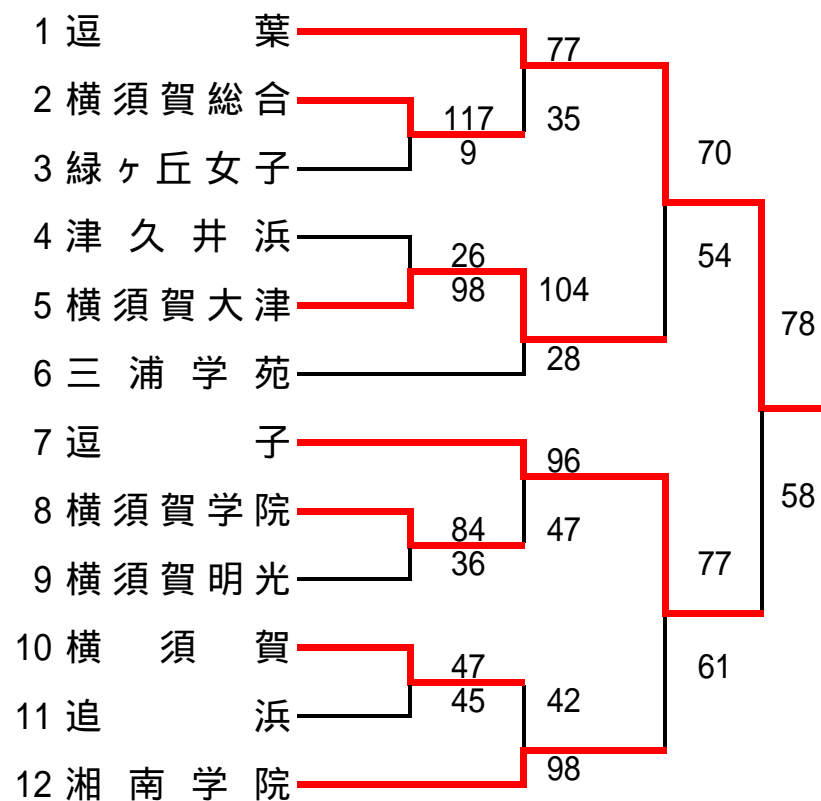 1 逗葉
2 横須賀総合
3 緑ヶ丘女子
4 津久井浜
5 横須賀大津
6 三浦学苑
7 逗子
8 横須賀学院
9 横須賀明光
10 横須賀
11 追浜
12 湘南学院
117
9
26
98
84
36
47
45
77
35
104
28
96
47
42
98
70
54
77
61
78
58